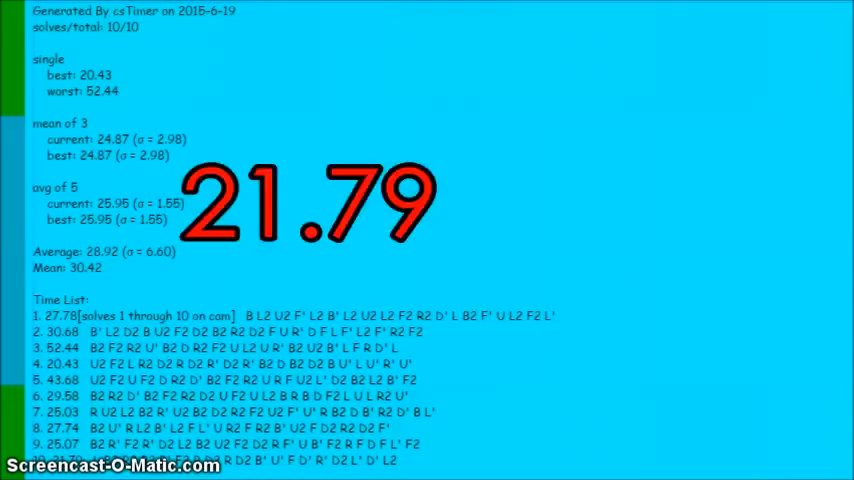 Generated By csTimer on 2015-6-19
solves/total: 10/10
single
best: 20.43
worst: 52.44
mean of 3
current: 24.87 (σ = 2.98)
best: 24.87 (σ = 2.98)
avg of 5
current: 25.95 (σ = 1.55)
best: 25.95 (σ = 1.55)
21.79
Average: 28.92 (σ = 6.60)
Mean: 30.42
Time List:
1. 27.78[solves 1 through 10 on cam] B L2 U2 F' L2 B' L2 U2 L2 F2 R2 D' L B2 F' U L2 F2 L'
2. 30.68 B' L2 D2 B U2 F2 D2 B2 R2 D2 F U R' D F L F' L2 F' R2 F2
3. 52.44 B2 F2 R2 U' B2 D R2 F2 U L2 U R' B2 U2 B' L F R D' L
4. 20.43 U2 F2 L R2 D2 R D2 R' D2 R' B2 D B2 D2 B U' L U' R' U'
5. 43.68 U2 F2 U F2 D R2 D' B2 F2 R2 U R F U2 L' D2 B2 L2 B' F2
6. 29.58 B2 R2 D' B2 F2 R2 D2 U F2 U L2 B R B D F2 L U L R2 U'
7. 25.03 R U2 L2 B2 R' U2 B2 D2 R2 F2 U2 F' U' R B2 D B' R2 D' B L'
8. 27.74 B2 U' R L2 B' L2 F L' U R2 F R2 B' U2 F D2 R2 D2 F'
9. 25.07 B2 R' F2 R' D2 L2 B2 U2 F2 D2 R F' U B' F2 R F D F L' F2
R D2 B' U' F D' R' D2 L' D' L2
Screencast-O-Matic.com